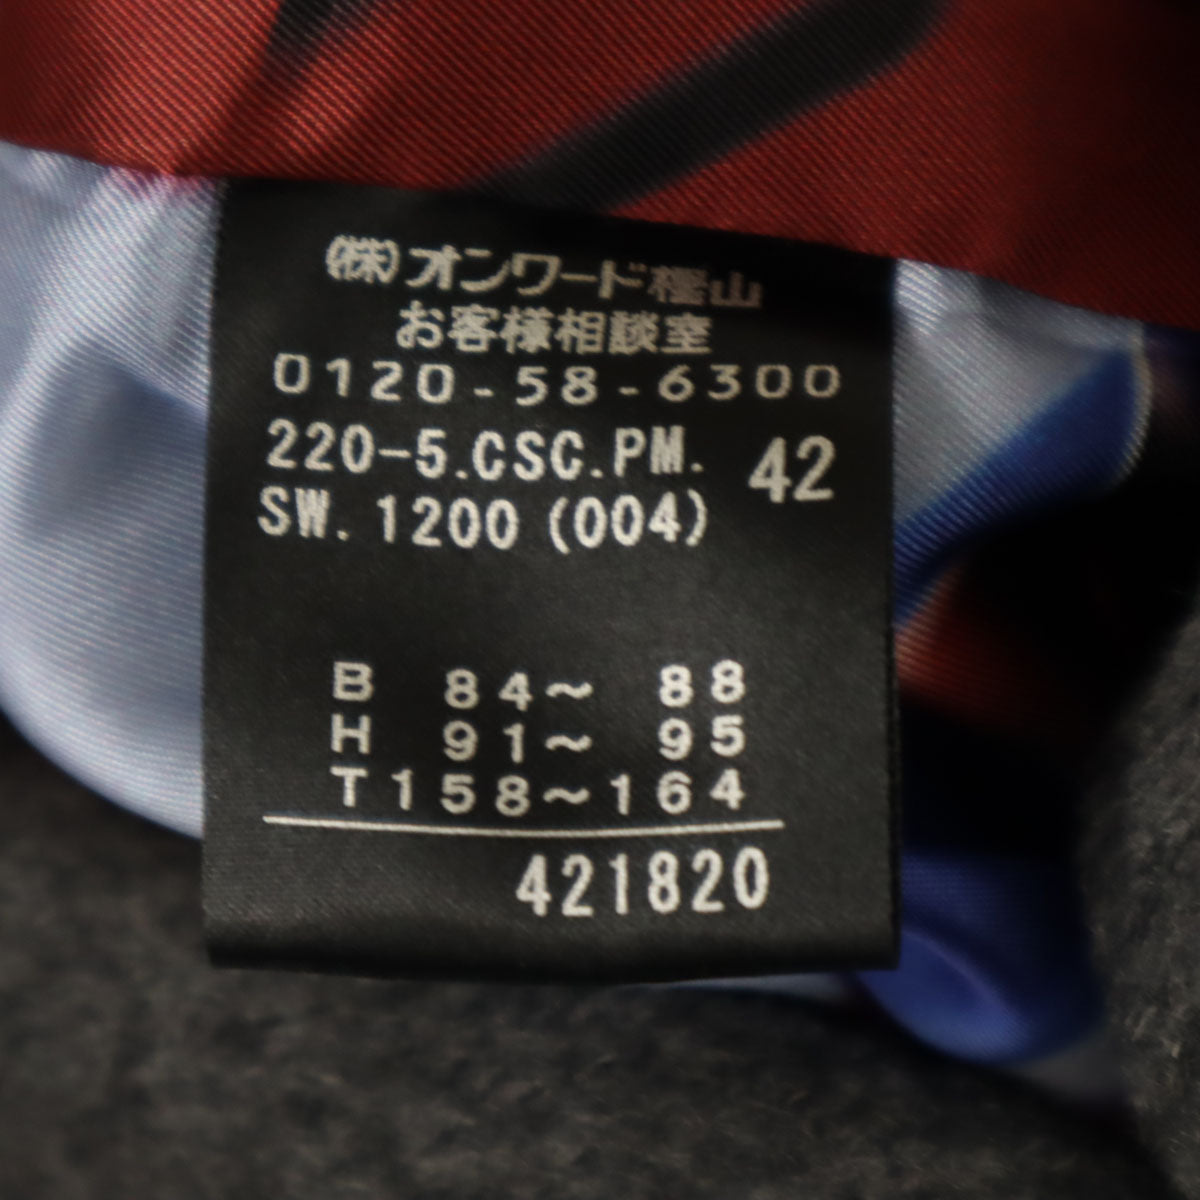 (株)オンワード樫山
お客様相談室
0120-58-6300
220-5.CSC.PM. 42
SW.1200(004)
B 84~ 88
H 91~ 95
T158~164
421820